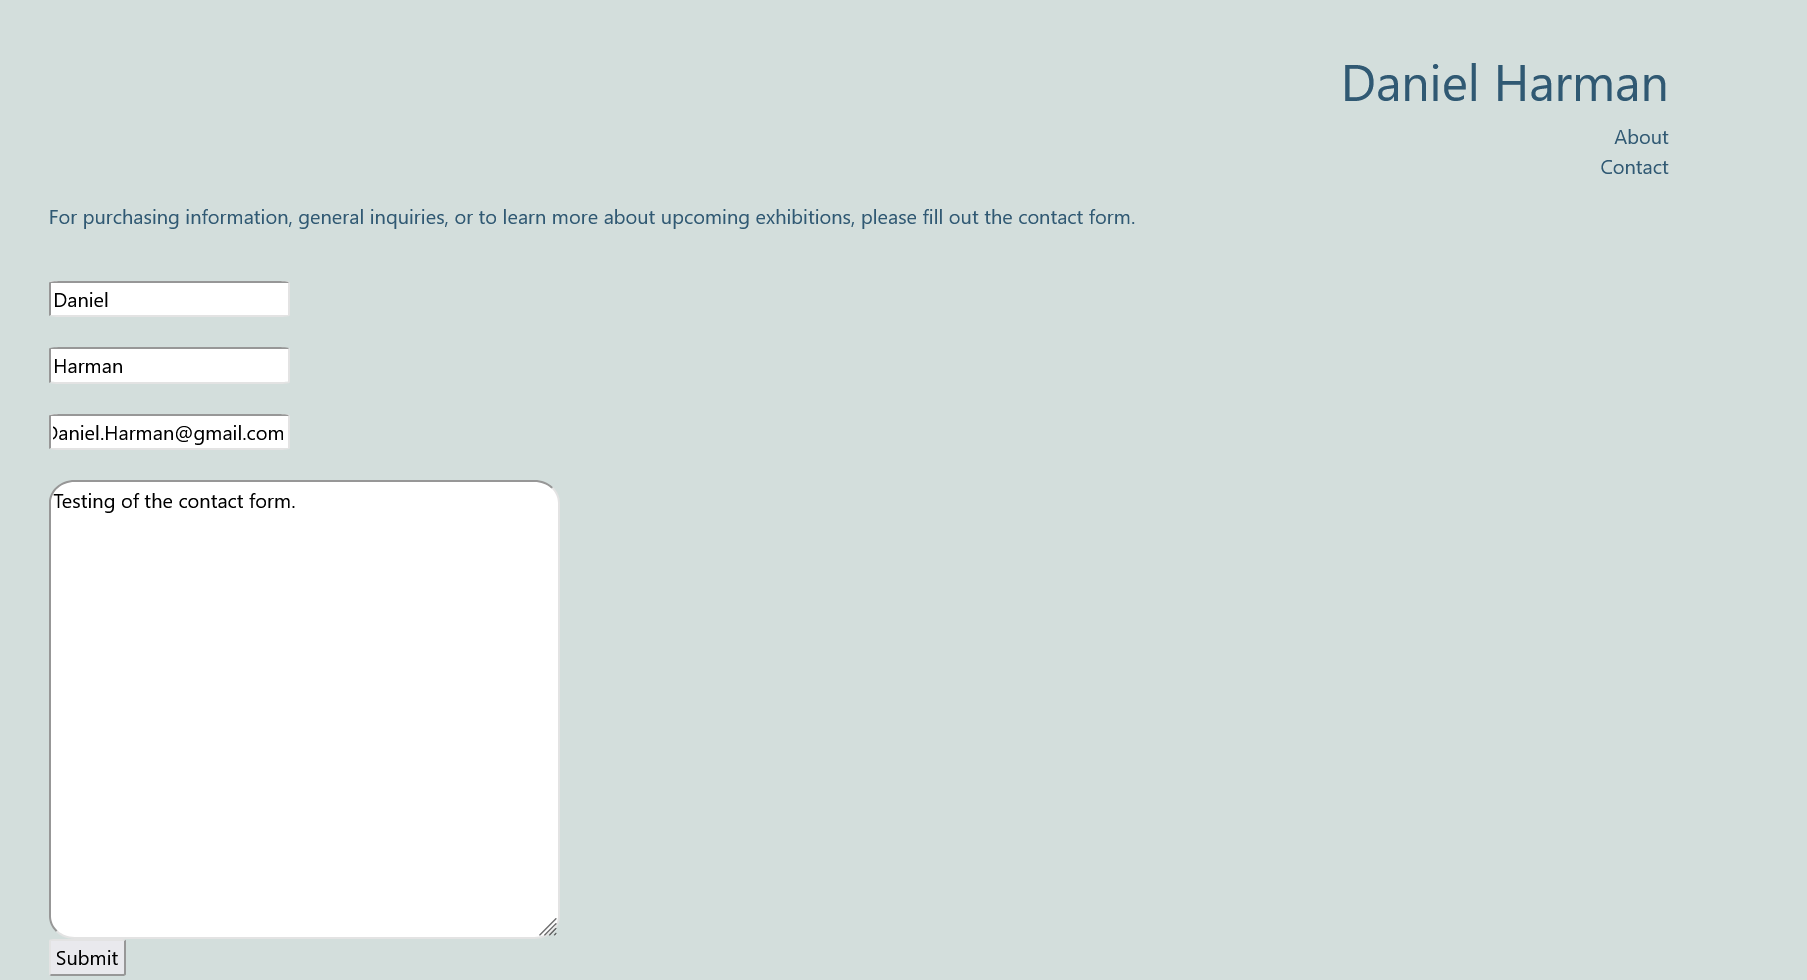 Daniel Harman
About
Contact
For purchasing information, general inquiries, or to learn more about upcoming exhibitions, please fill out the contact form.
Daniel
Harman
Daniel.Harman@gmail.com
Testing of the contact form.
Submit